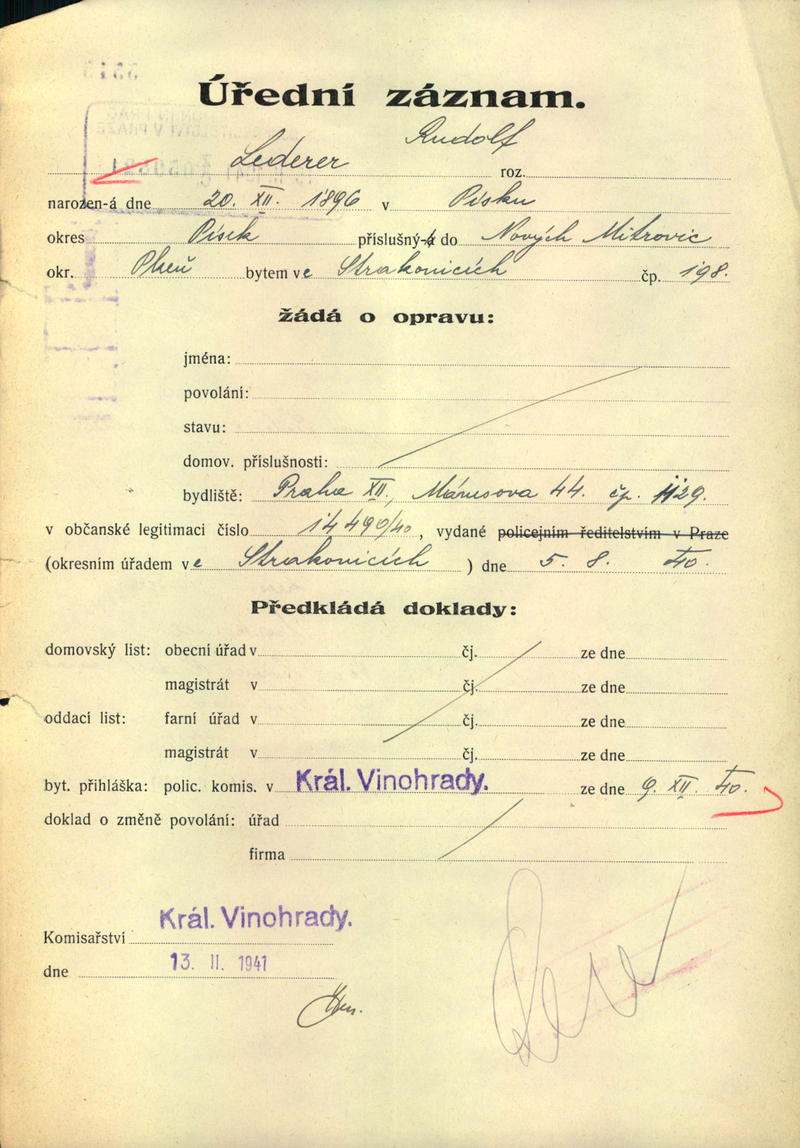 Úřední záznam.
Rudolf
Lederer roz.
narozen-á dne 20. XII. 1896 v Písku
okres Písek příslušný-á do Nových Mitrovic
okr. Plzeň bytem ve Strakonicích čp. 198.
žádá o opravu:
jména:
povolání:
stavu:
domov. příslušnosti:
bydliště: Praha XII., Mánesova 44. čp. 1129.
v občanské legitimaci číslo 14490/40, vydané policejním ředitelstvím v Praze
(okresním úřadem ve Strakonicích ) dne 5. 8. 40.
Předkládá doklady:
domovský list: obecní úřad v čj. ze dne
magistrát v čj. ze dne
oddací list: farní úřad v čj. ze dne
magistrát v čj. ze dne
byt. přihláška: polic. komis. v Král. Vinohrady. ze dne 9. XII. 40.
doklad o změně povolání: úřad
firma
Král. Vinohrady.
Komisařství
dne 13. II. 1941